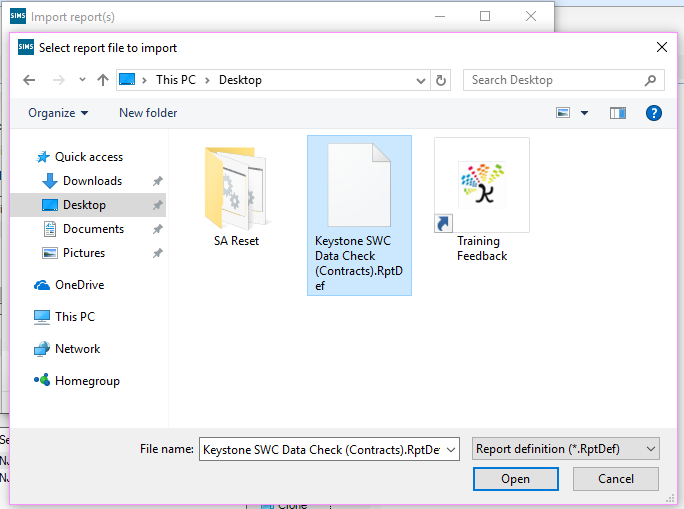 SIMS Import report(s)
SIMS Select report file to import
This PC Desktop
Search Desktop
Organize New folder
Quick access
Downloads
Desktop
Documents
Pictures
OneDrive
This PC
Network
Homegroup
SA Reset
Keystone SWC
Data Check
(Contracts).RptD
ef
k
Training
Feedback
File name: Keystone SWC Data Check (Contracts).RptDe
Report definition (*.RptDef)
Open Cancel
Se
Clone